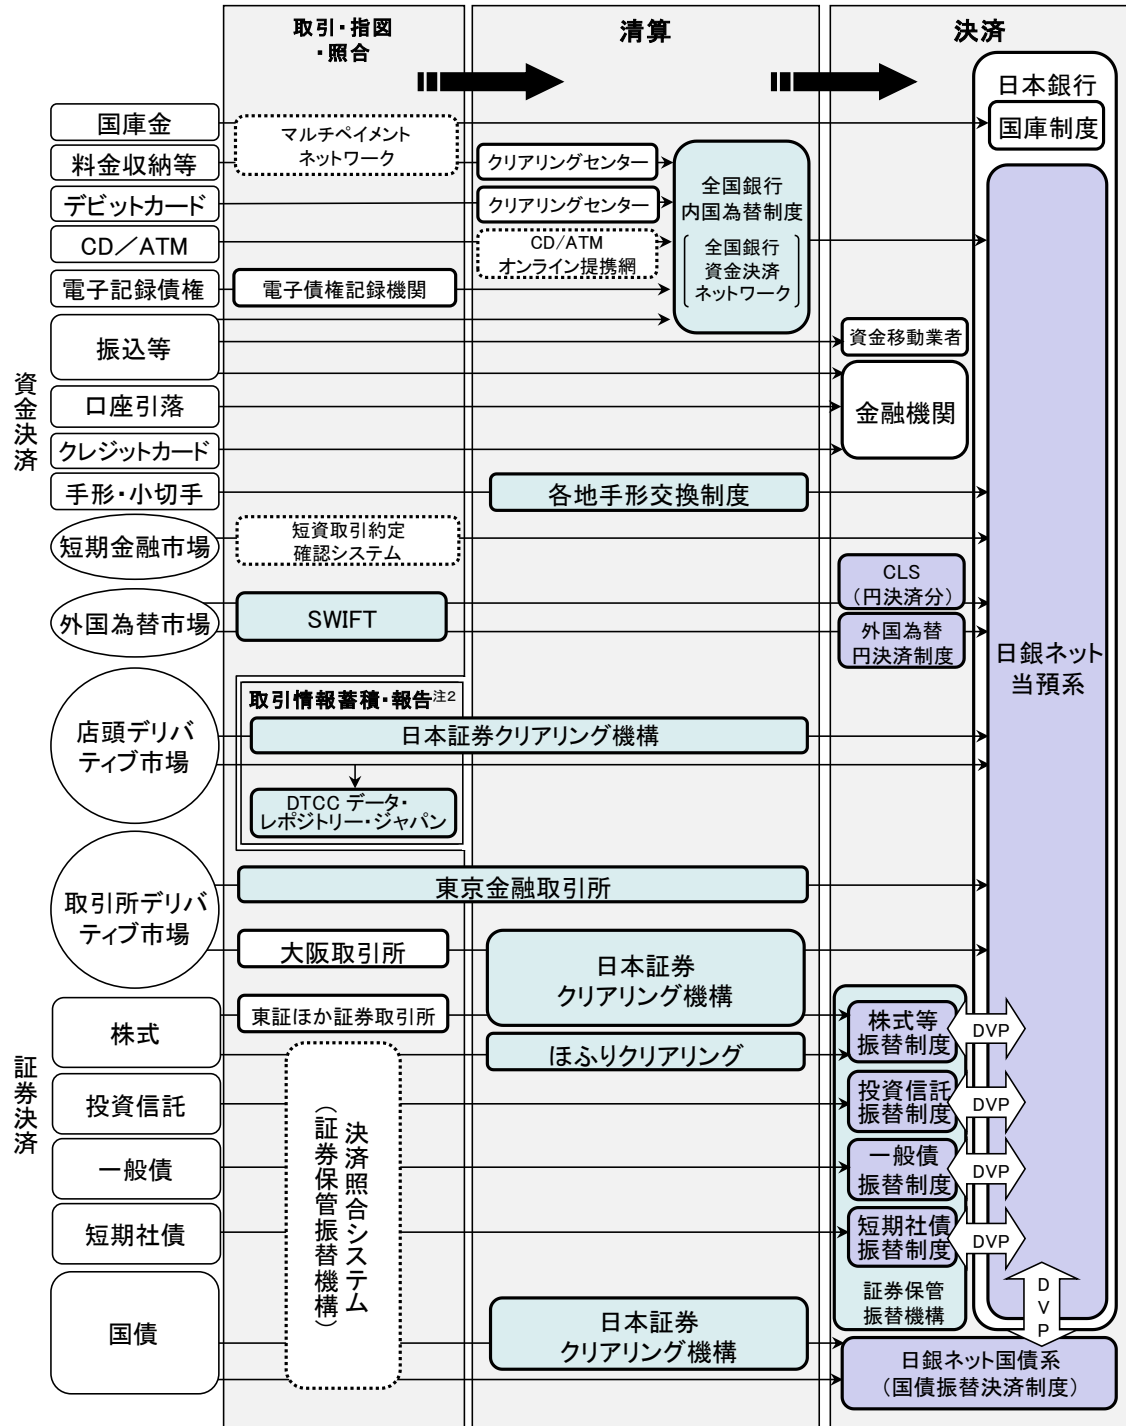 取引・指図
・照合
清算
決済
日本銀行
国庫金
マルチペイメント
ネットワーク
国庫制度
料金収納等
クリアリングセンター
全国銀行
内国為替制度
全国銀行
資金決済
ネットワーク
デビットカード
クリアリングセンター
CD／ATM
CD/ATM
オンライン提携網
電子記録債権
電子債権記録機関
振込等
資金移動業者
資金決済
口座引落
金融機関
クレジットカード
手形・小切手
各地手形交換制度
短期金融市場
短資取引約定
確認システム
CLS
（円決済分）
外国為替市場
SWIFT
外国為替
円決済制度
日銀ネット
当預系
取引情報蓄積・報告注2
店頭デリバ
ティブ市場
日本証券クリアリング機構
DTCC データ・
レポジトリー・ジャパン
取引所デリバ
ティブ市場
東京金融取引所
大阪取引所
日本証券
クリアリング機構
証券決済
株式
東証ほか証券取引所
株式等
振替制度
DVP
ほふりクリアリング
決済照合システム
（証券保管振替機構）
投資信託
投資信託
振替制度
DVP
一般債
一般債
振替制度
DVP
短期社債
短期社債
振替制度
DVP
証券保管
振替機構
DVP
国債
日本証券
クリアリング機構
日銀ネット国債系
（国債振替決済制度）